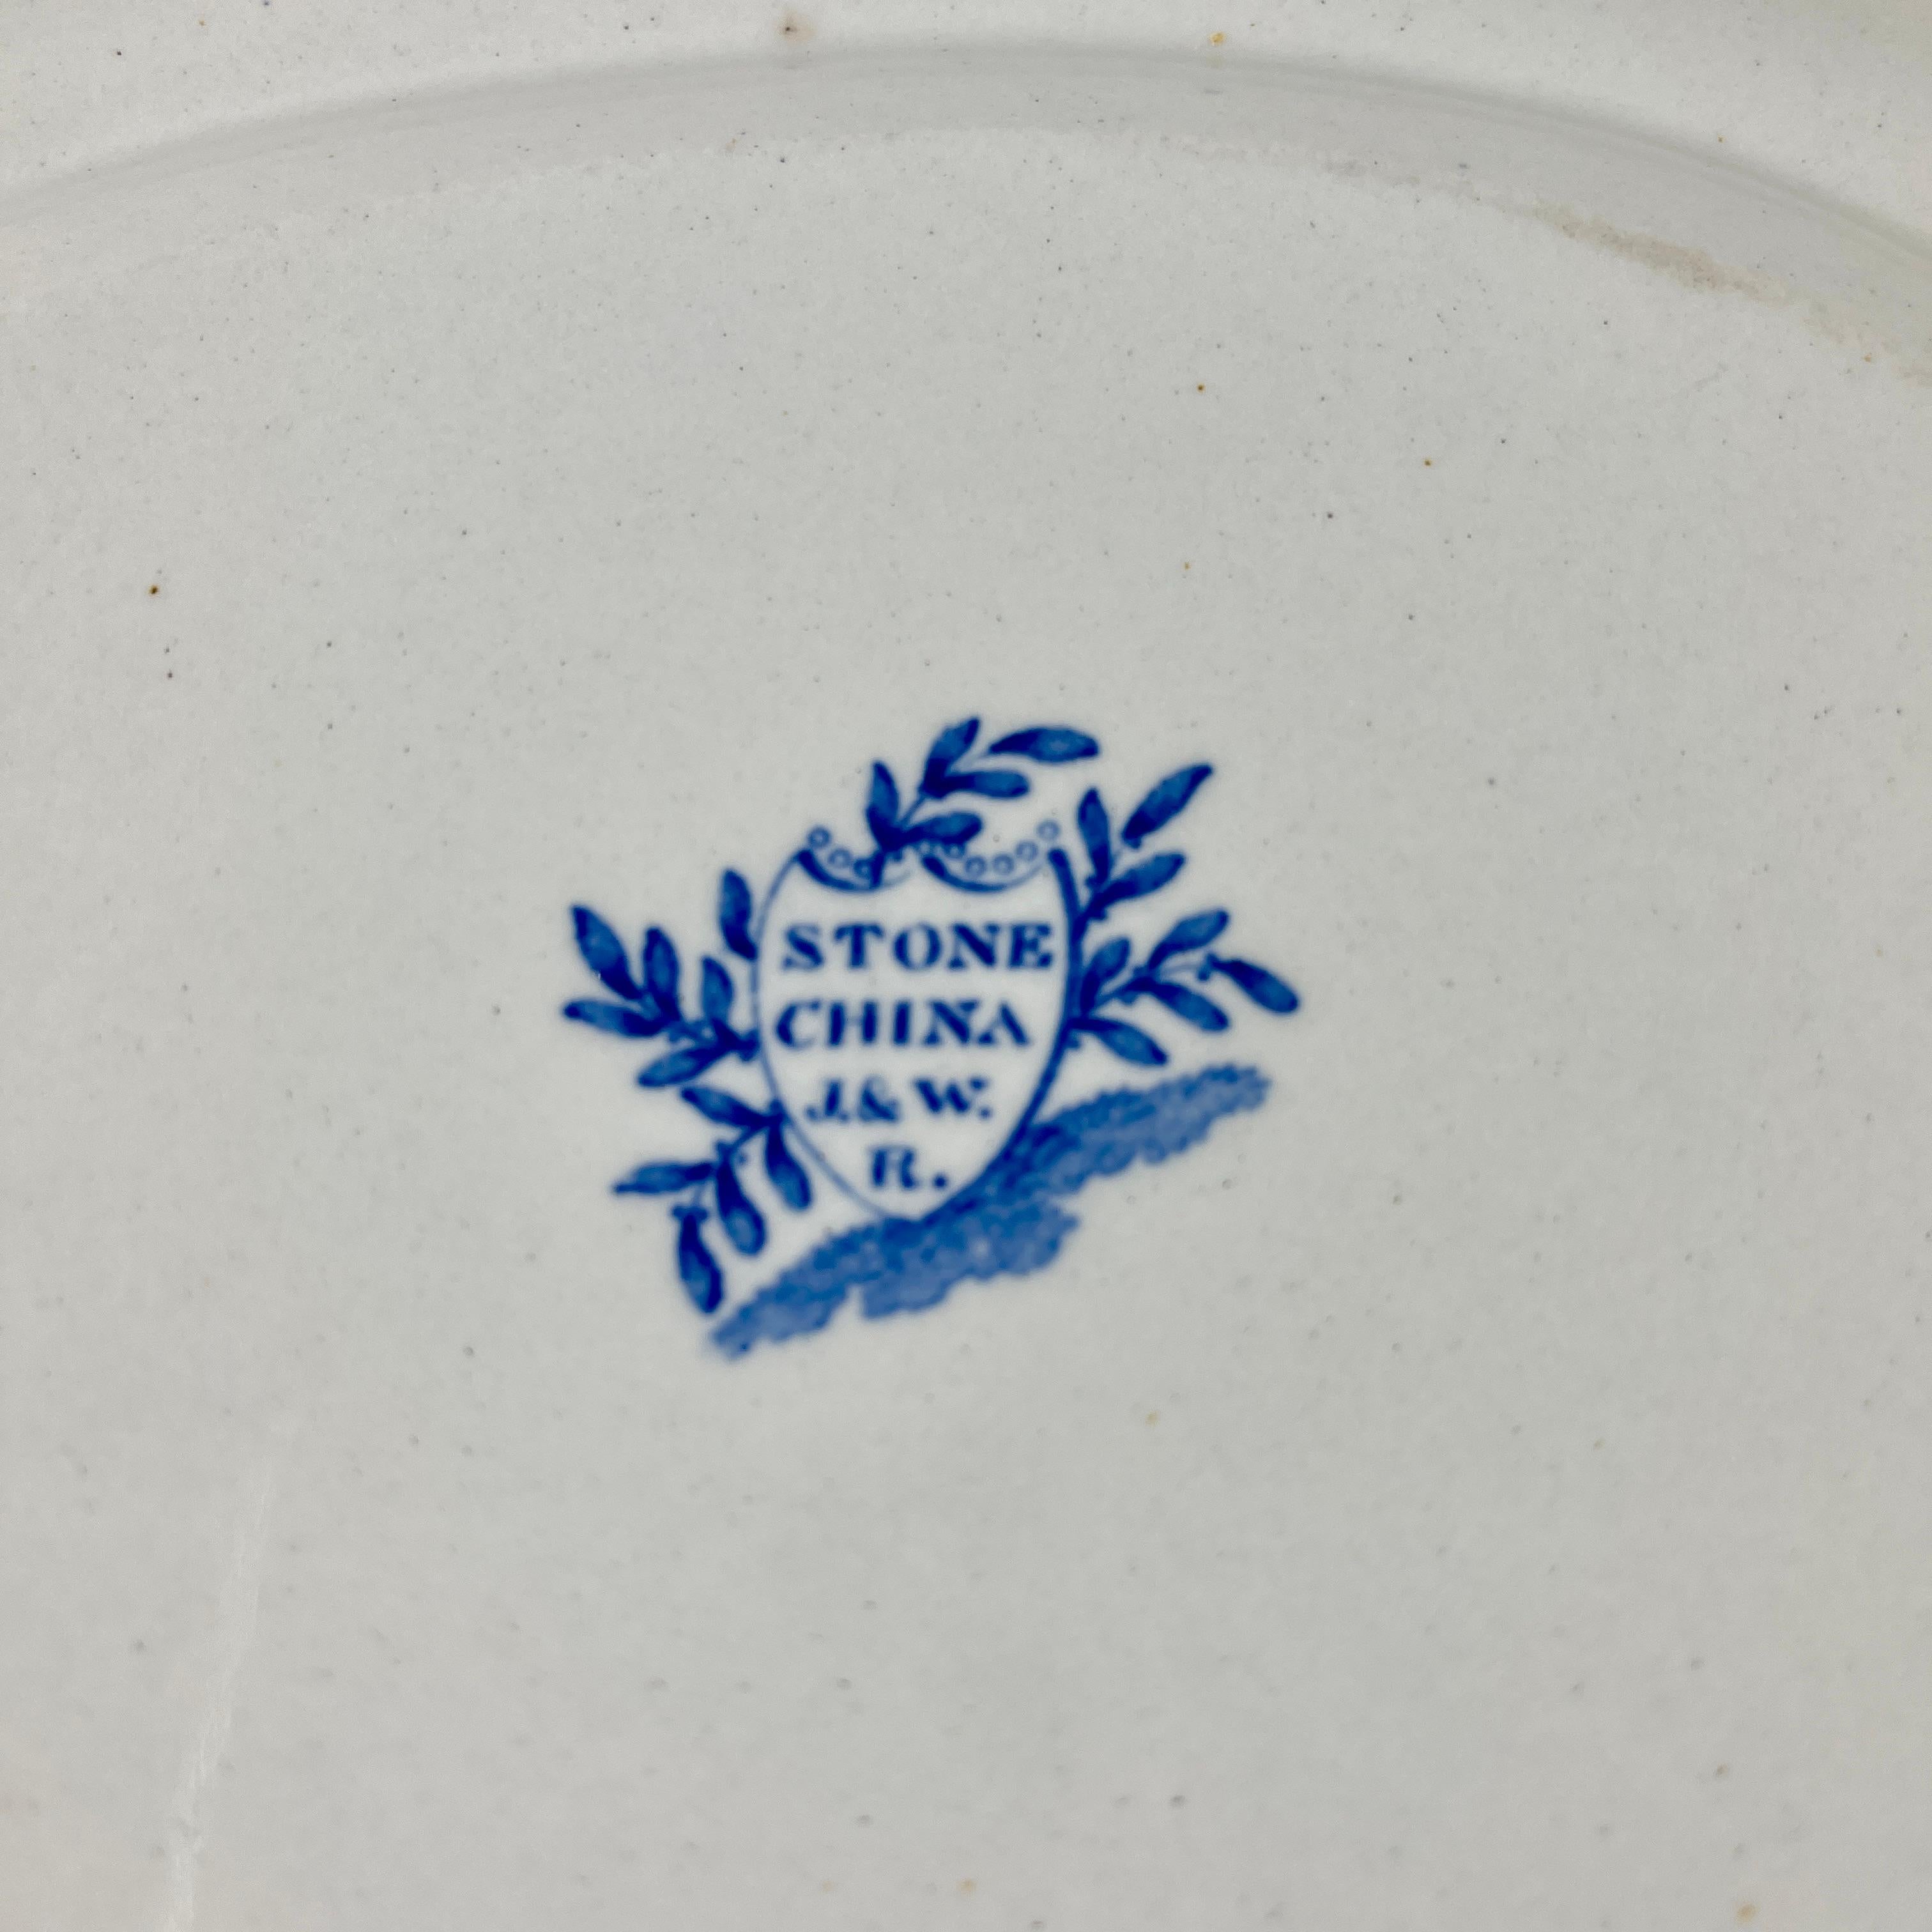 STONE
CHINA
J.& W.
R.